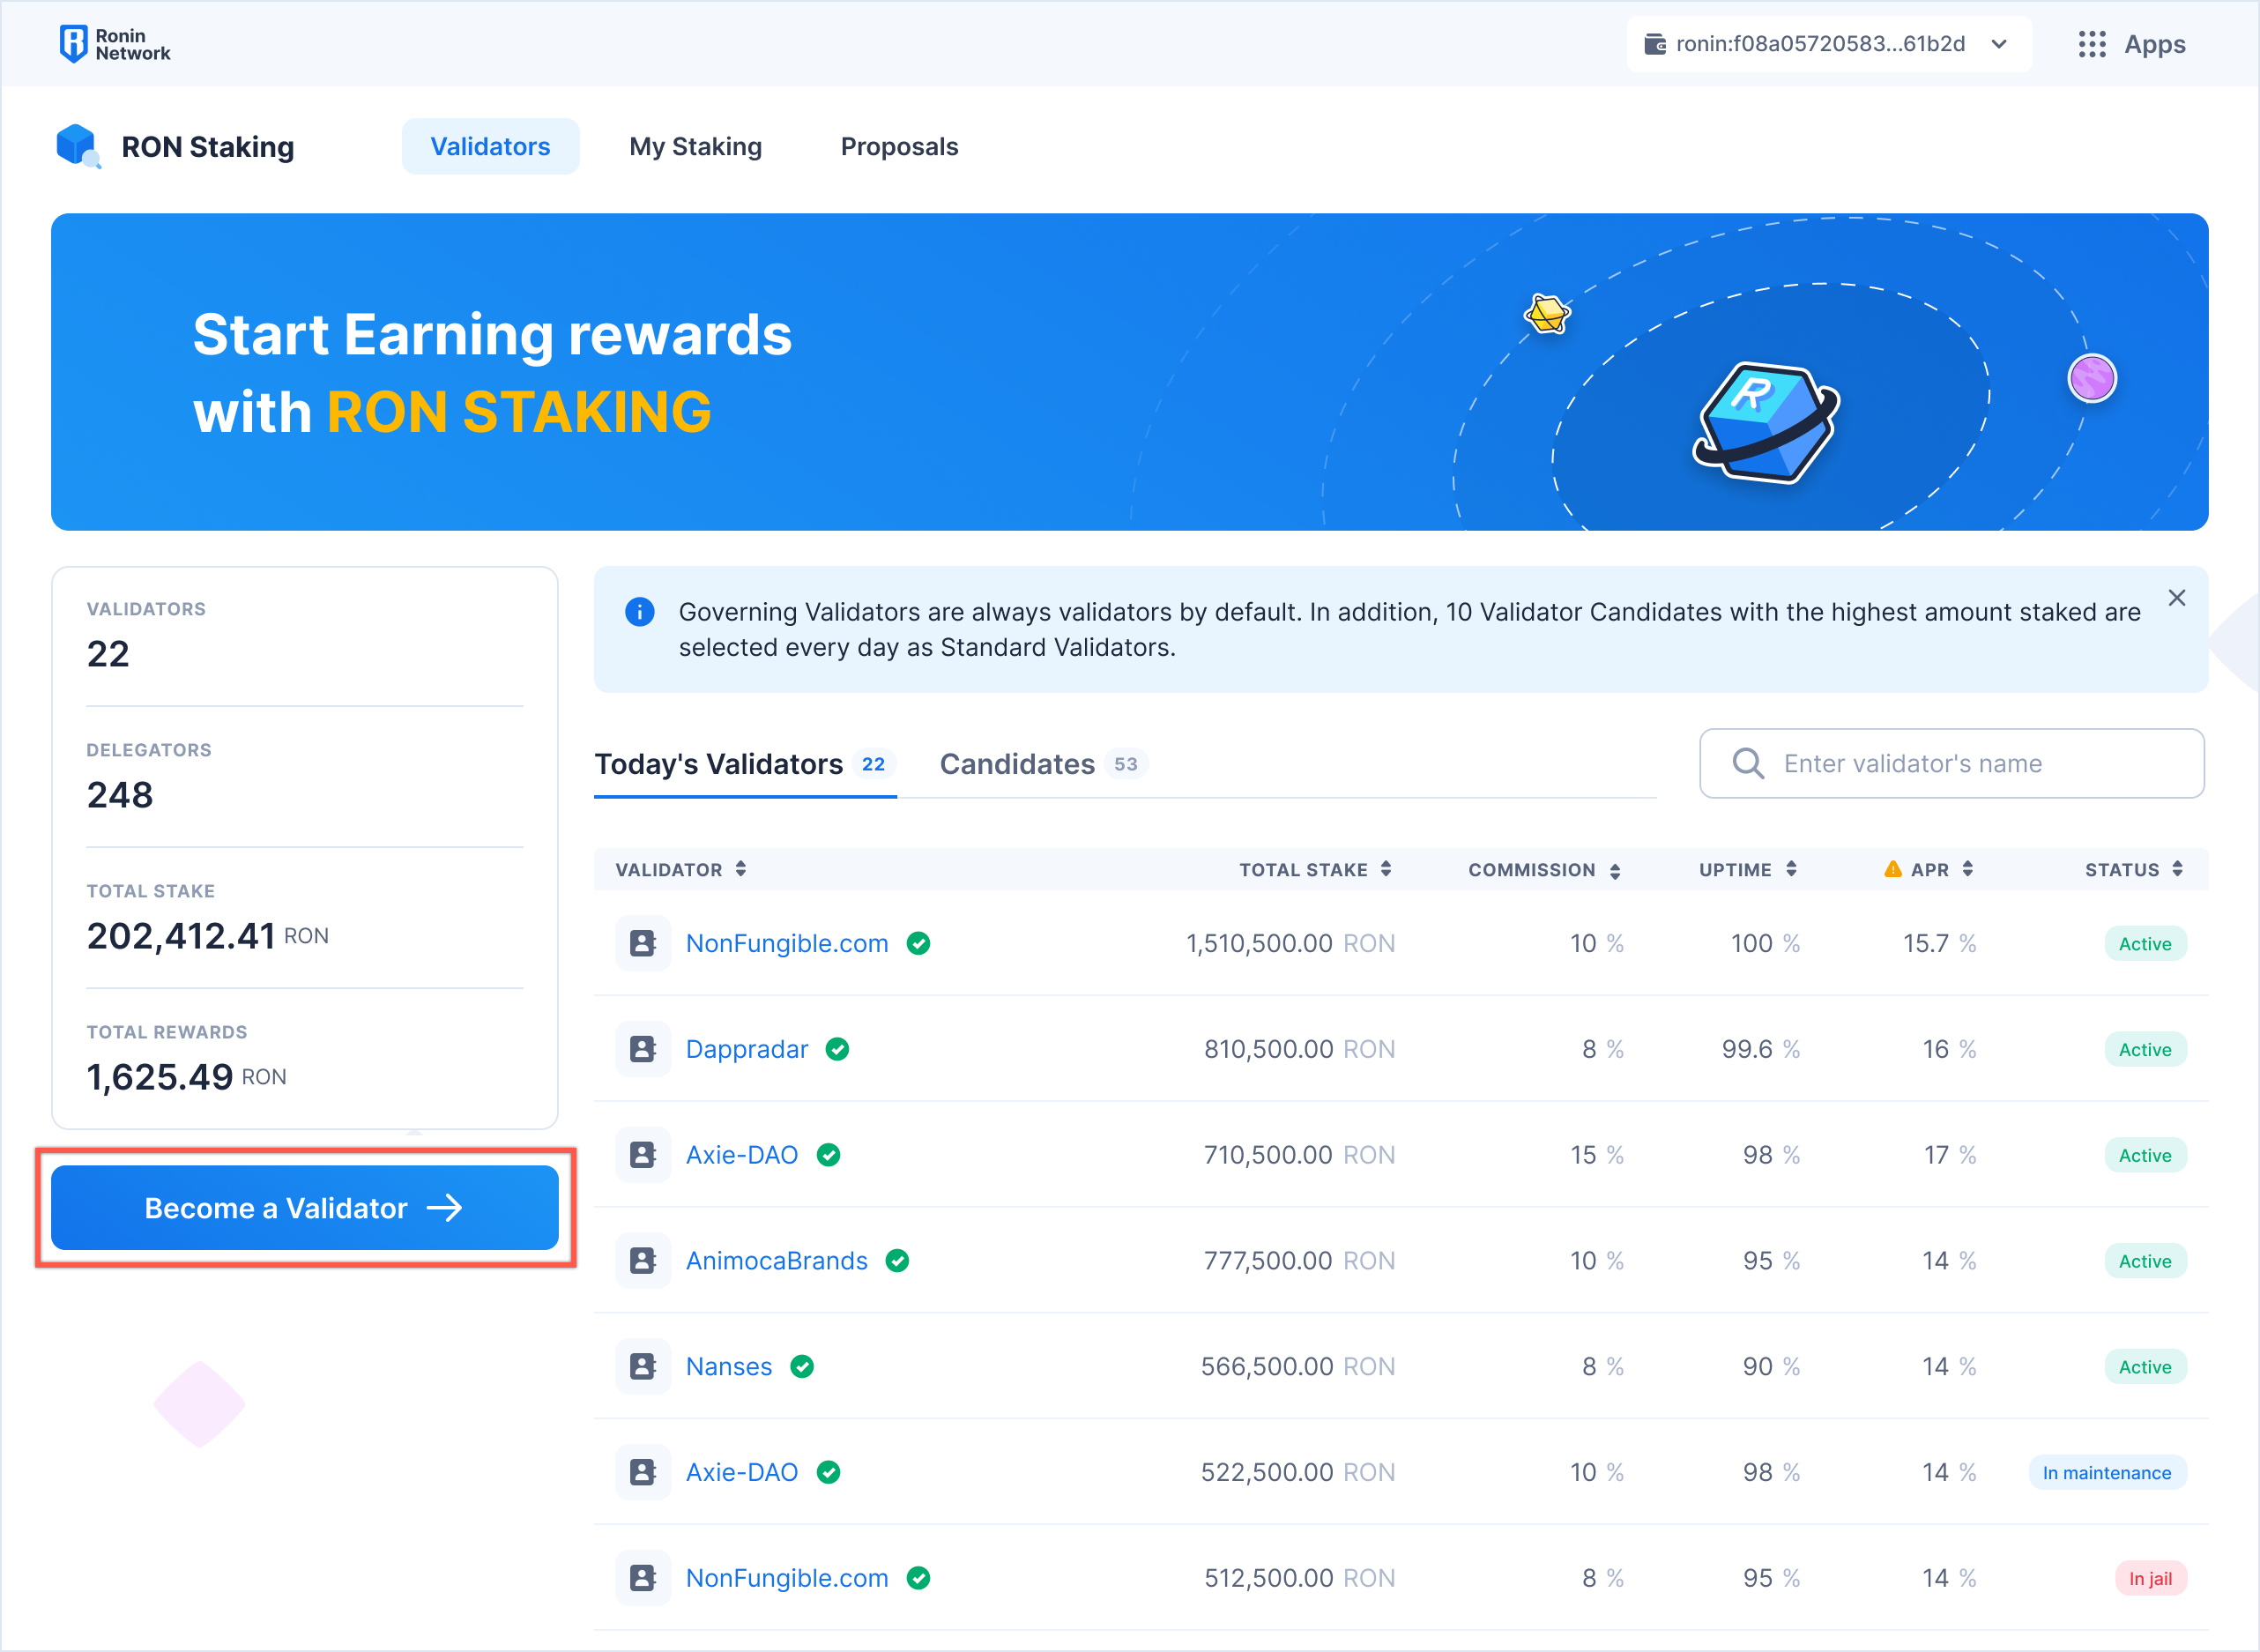 Ronin
Network
ronin:f08a05720583...61b2d
Apps
RON Staking
Validators
My Staking
Proposals
Start Earning rewards
with RON STAKING
VALIDATORS
22
DELEGATORS
248
TOTAL STAKE
202,412.41 RON
TOTAL REWARDS
1,625.49 RON
Become a Validator
Governing Validators are always validators by default. In addition, 10 Validator Candidates with the highest amount staked are
selected every day as Standard Validators.
Today's Validators 22
Candidates 53
Enter validator's name
VALIDATOR TOTAL STAKE COMMISSION UPTIME APR STATUS
NonFungible.com 1,510,500.00 RON 10 % 100 % 15.7 % Active
Dappradar 810,500.00 RON 8 % 99.6 % 16 % Active
Axie-DAO 710,500.00 RON 15 % 98 % 17 % Active
AnimocaBrands 777,500.00 RON 10 % 95 % 14 % Active
Nanses 566,500.00 RON 8 % 90 % 14 % Active
Axie-DAO 522,500.00 RON 10 % 98 % 14 % In maintenance
NonFungible.com 512,500.00 RON 8 % 95 % 14 % In jail